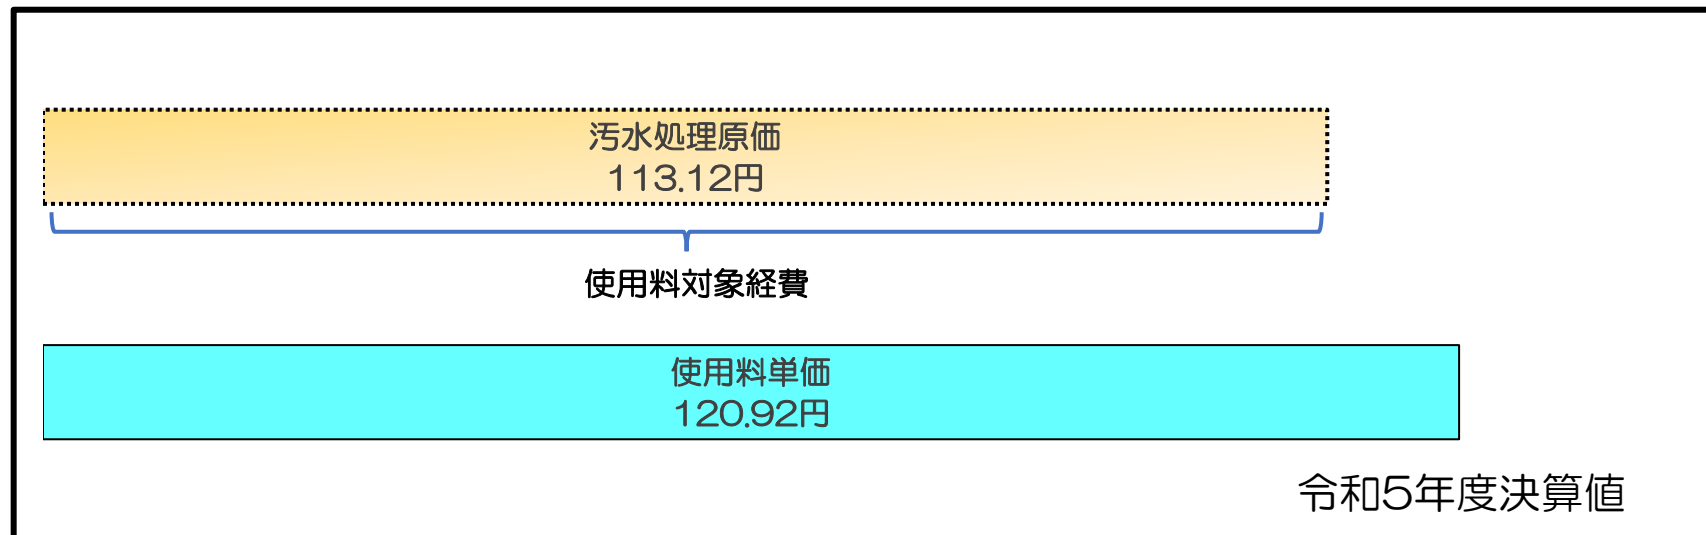 汚水処理原価
113.12円
使用料対象経費
使用料単価
120.92円
令和5年度決算値